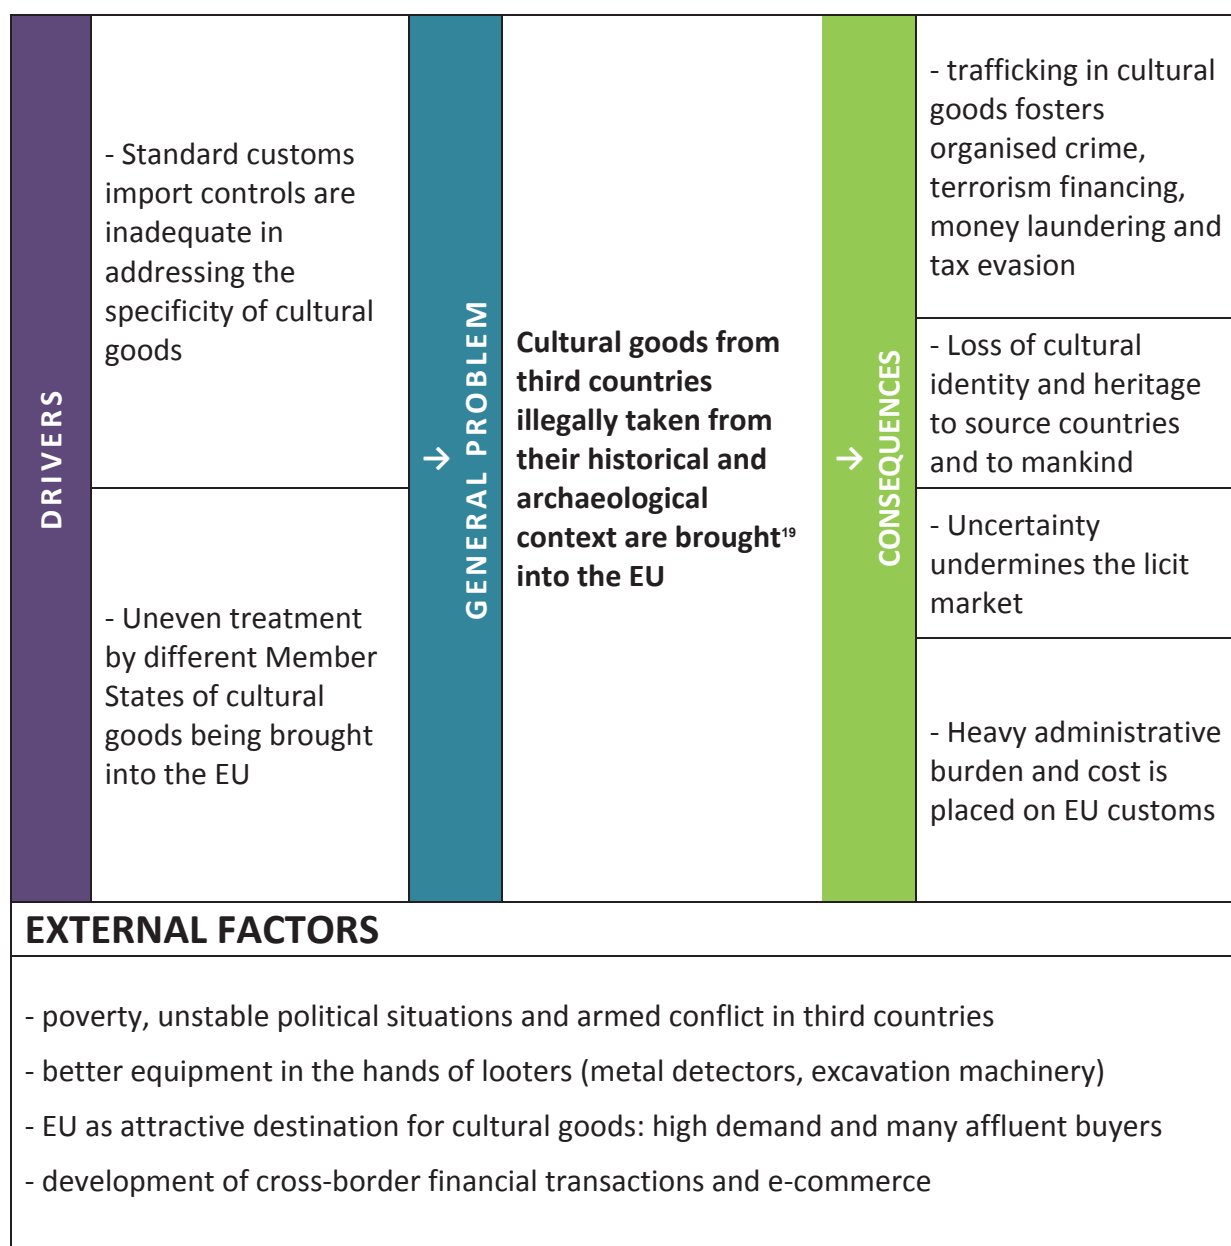 DRIVERS
- Standard customs
import controls are
inadequate in
addressing the
specificity of cultural
goods
- Uneven treatment
by different Member
States of cultural
goods being brought
into the EU
→
GENERAL PROBLEM
Cultural goods from
third countries
illegally taken from
their historical and
archaeological
context are brought¹⁹
into the EU
→
CONSEQUENCES
- trafficking in cultural
goods fosters
organised crime,
terrorism financing,
money laundering and
tax evasion
- Loss of cultural
identity and heritage
to source countries
and to mankind
- Uncertainty
undermines the licit
market
- Heavy administrative
burden and cost is
placed on EU customs
EXTERNAL FACTORS
- poverty, unstable political situations and armed conflict in third countries
- better equipment in the hands of looters (metal detectors, excavation machinery)
- EU as attractive destination for cultural goods: high demand and many affluent buyers
- development of cross-border financial transactions and e-commerce